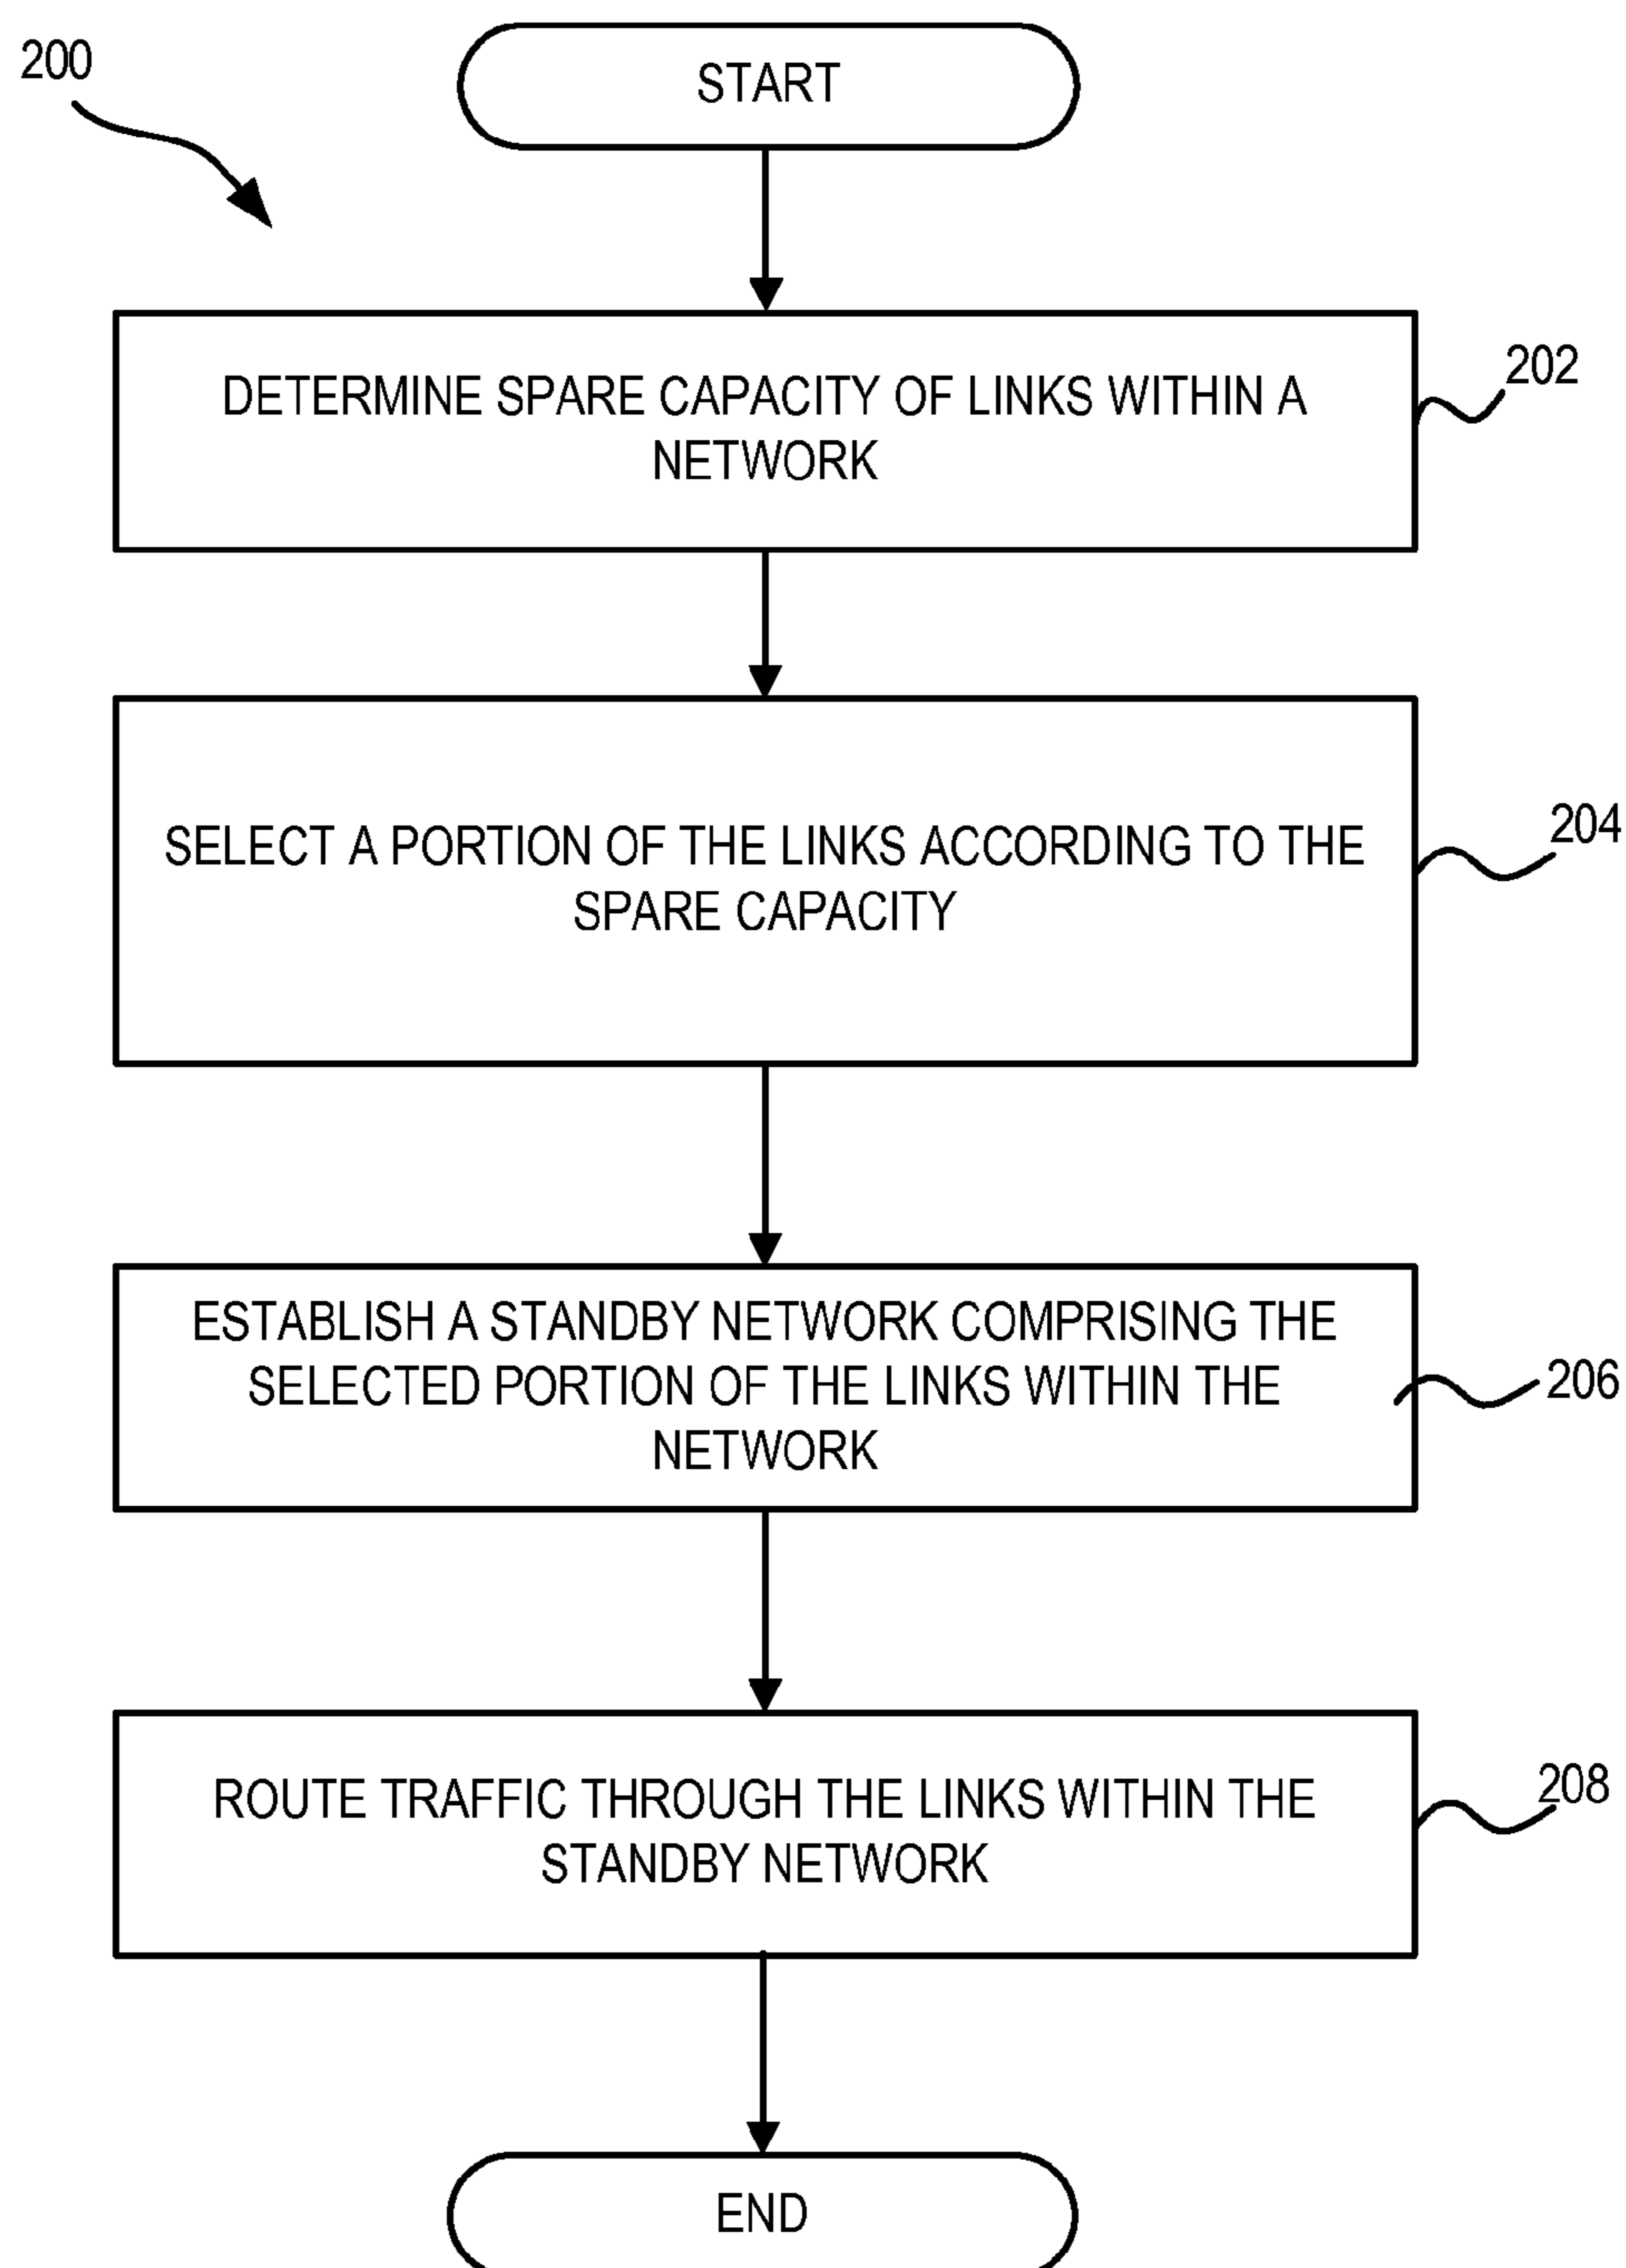 200
START
DETERMINE SPARE CAPACITY OF LINKS WITHIN A
NETWORK
202
SELECT A PORTION OF THE LINKS ACCORDING TO THE
SPARE CAPACITY
204
ESTABLISH A STANDBY NETWORK COMPRISING THE
SELECTED PORTION OF THE LINKS WITHIN THE
NETWORK
206
ROUTE TRAFFIC THROUGH THE LINKS WITHIN THE
STANDBY NETWORK
208
END